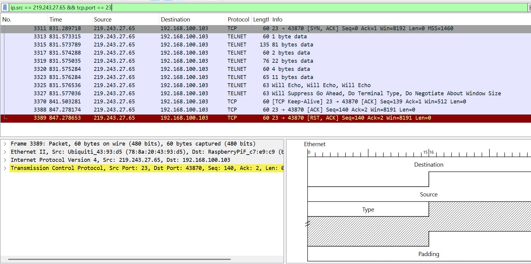 ip.src == 219.243.27.65 && tcp.port == 23
No. Time Source Destination Protocol Lengtl Info
3311 831.289718 219.243.27.65 192.168.100.103 TCP 60 23 → 43870 [SYN, ACK] Seq=0 Ack=1 Win=8192 Len=0 MSS=1460
3313 831.573036 219.243.27.65 192.168.100.103 TELNET 60 1 byte data
3315 831.573789 219.243.27.65 192.168.100.103 TELNET 135 81 bytes data
3317 831.574288 219.243.27.65 192.168.100.103 TELNET 60 2 bytes data
3319 831.575035 219.243.27.65 192.168.100.103 TELNET 76 22 bytes data
3320 831.575284 219.243.27.65 192.168.100.103 TELNET 60 4 bytes data
3323 831.576284 219.243.27.65 192.168.100.103 TELNET 65 11 bytes data
3325 831.576536 219.243.27.65 192.168.100.103 TELNET 63 Will Echo, Will Echo, Will Echo
3327 831.577036 219.243.27.65 192.168.100.103 TELNET 63 Will Suppress Go Ahead, Do Terminal Type, Do Negotiate About Window Size
3370 841.503281 219.243.27.65 192.168.100.103 TCP 60 [TCP Keep-Alive] 23 → 43870 [ACK] Seq=139 Ack=1 Win=512 Len=0
3388 847.278174 219.243.27.65 192.168.100.103 TCP 60 23 → 43870 [ACK] Seq=140 Ack=2 Win=8191 Len=0
3389 847.278653 219.243.27.65 192.168.100.103 TCP 60 23 → 43870 [RST, ACK] Seq=140 Ack=2 Win=8191 Len=0
Frame 3389: Packet, 60 bytes on wire (480 bits), 60 bytes captured (480 bits)
Ethernet II, Src: Ubiquiti_43:93:d5 (78:8a:20:43:93:d5), Dst: RaspberryPiF_c7:e9:c9 (E
Internet Protocol Version 4, Src: 219.243.27.65, Dst: 192.168.100.103
Transmission Control Protocol, Src Port: 23, Dst Port: 43870, Seq: 140, Ack: 2, Len: 0
Ethernet
0 15 16
Destination
Source
Type
Padding